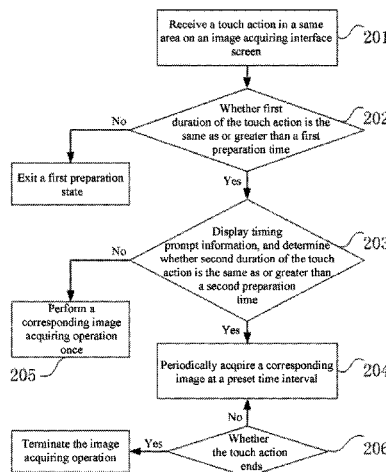 Receive a touch action in a same
area on an image acquiring interface
screen
201
Whether first
duration of the touch action is the
same as or greater than a first
preparation time
202
No
Exit a first preparation
state
Yes
Display timing
prompt information, and determine
whether second duration of the touch
action is the same as or greater than
a second preparation
time
203
No
Perform a
corresponding image
acquiring operation
once
205
Yes
Periodically acquire a corresponding
image at a preset time interval
204
No
Whether
the touch action
ends
206
Yes
Terminate the image
acquiring operation